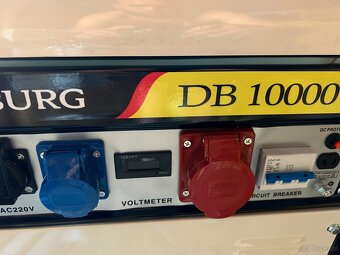 BURG DB 10000
DC PROT
AC220V
VOLTMETER
CIRCUIT BREAKER